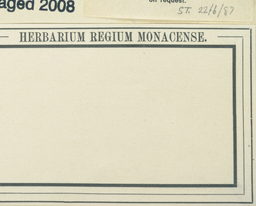 aged 2008
on request.
ST. 22/6/87
HERBARIUM REGIUM MONACENSE.